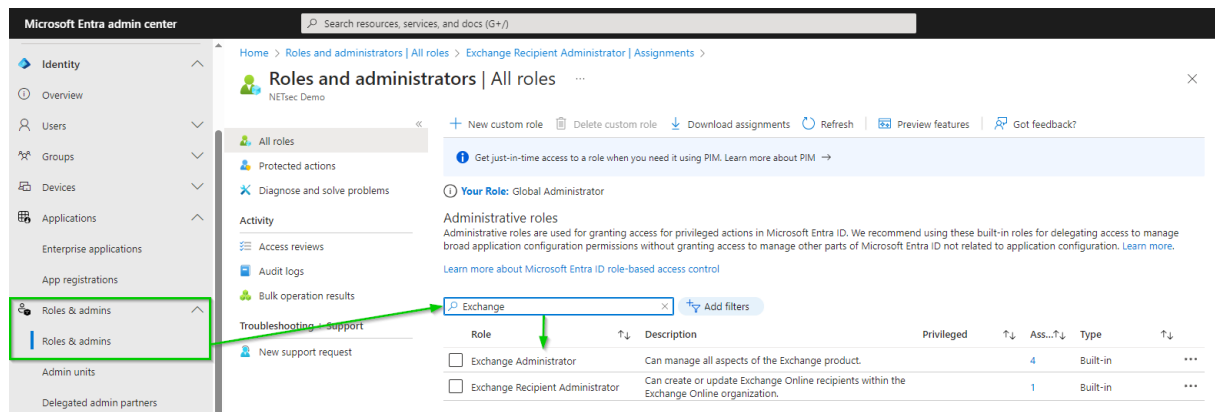 Microsoft Entra admin center
Search resources, services, and docs (G+/)
Identity
Overview
Users
Groups
Devices
Applications
Enterprise applications
App registrations
Roles & admins
Roles & admins
Admin units
Delegated admin partners
Home > Roles and administrators | All roles > Exchange Recipient Administrator | Assignments >
Roles and administrators | All roles ...
NETsec Demo
«
All roles
Protected actions
Diagnose and solve problems
Activity
Access reviews
Audit logs
Bulk operation results
Troubleshooting + Support
New support request
New custom role Delete custom role Download assignments Refresh Preview features Got feedback?
Get just-in-time access to a role when you need it using PIM. Learn more about PIM →
Your Role: Global Administrator
Administrative roles
Administrative roles are used for granting access for privileged actions in Microsoft Entra ID. We recommend using these built-in roles for delegating access to manage
broad application configuration permissions without granting access to manage other parts of Microsoft Entra ID not related to application configuration. Learn more.
Learn more about Microsoft Entra ID role-based access control
Exchange Add filters
Role ↑↓ Description Privileged ↑↓ Ass...↑↓ Type ↑↓
Exchange Administrator Can manage all aspects of the Exchange product. 4 Built-in ...
Exchange Recipient Administrator Can create or update Exchange Online recipients within the
Exchange Online organization. 1 Built-in ...